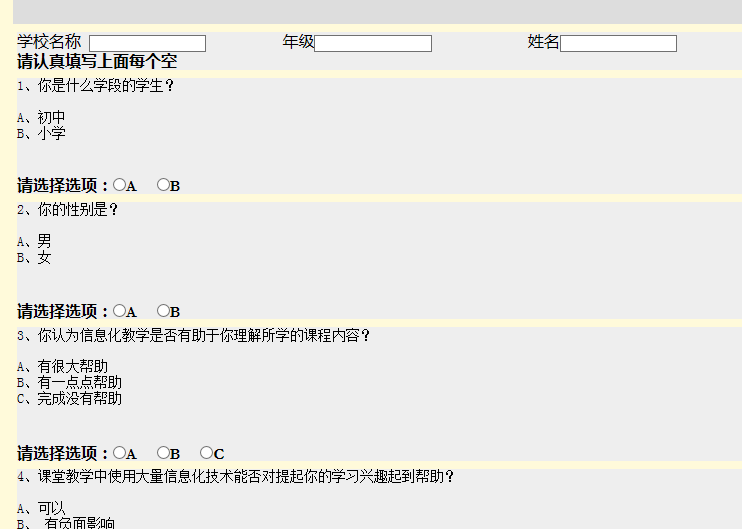 学校名称 年级 姓名
请认真填写上面每个空
1、你是什么学段的学生？
A、初中
B、小学
请选择选项：A B
2、你的性别是？
A、男
B、女
请选择选项：A B
3、你认为信息化教学是否有助于你理解所学的课程内容？
A、有很大帮助
B、有一点点帮助
C、完成没有帮助
请选择选项：A B C
4、课堂教学中使用大量信息化技术能否对提起你的学习兴趣起到帮助？
A、可以
B、 有负面影响